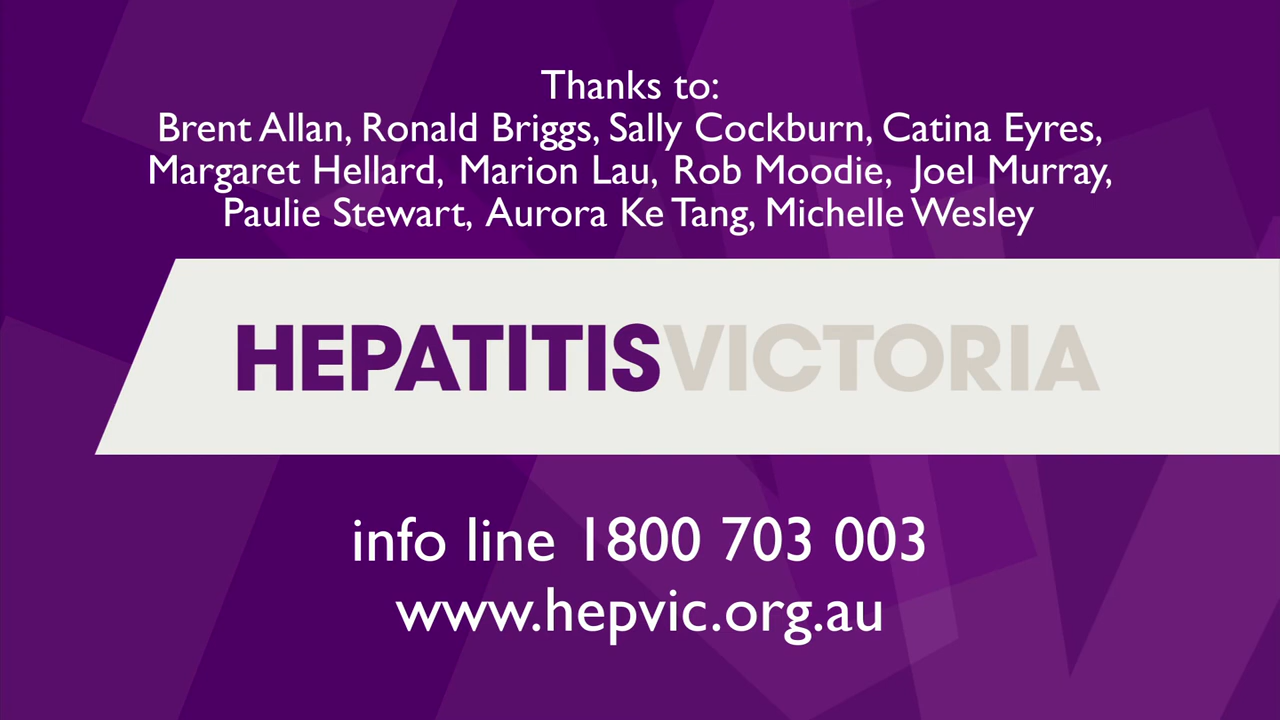 Thanks to:
Brent Allan, Ronald Briggs, Sally Cockburn, Catina Eyres,
Margaret Hellard, Marion Lau, Rob Moodie, Joel Murray,
Paulie Stewart, Aurora Ke Tang, Michelle Wesley
HEPATITISVICTORIA
info line 1800 703 003
www.hepvic.org.au